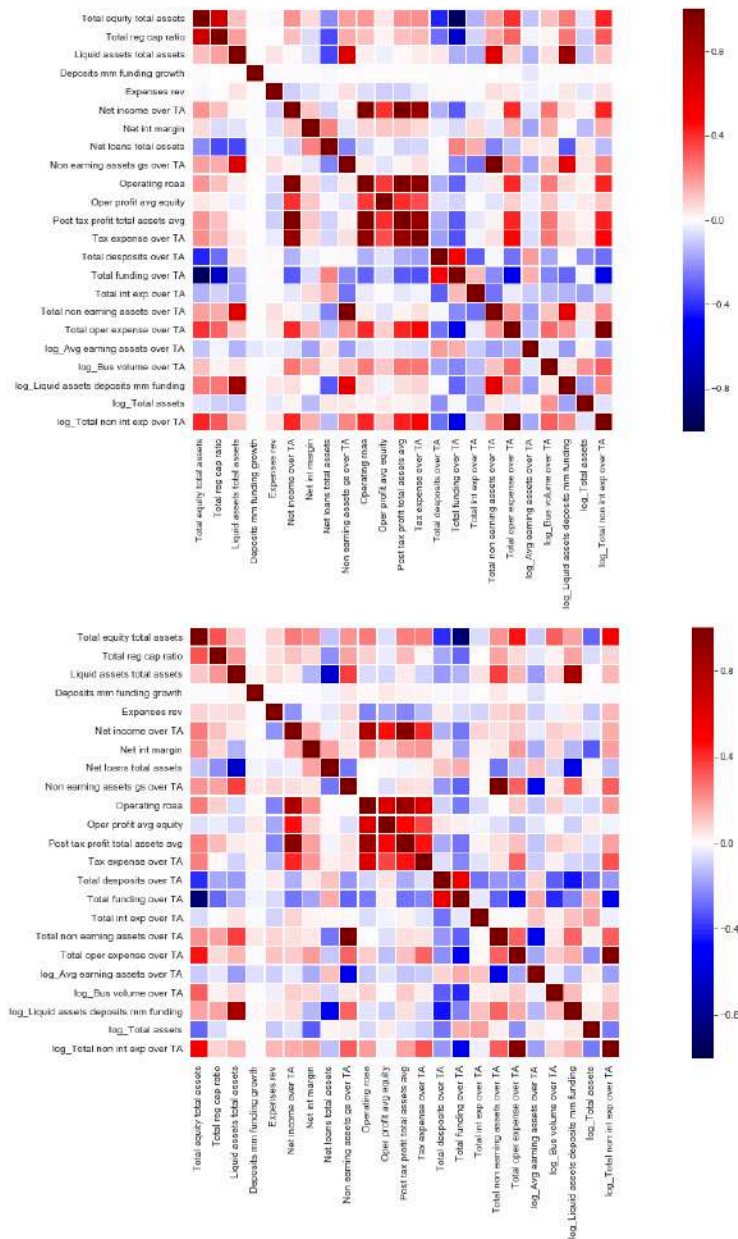 Total equity total assets
Total reg cap ratio
Liquid assets total assets
Deposits mm funding growth
Expenses rev
Net income over TA
Net int margin
Net loans total assets
Non earning assets gs over TA
Operating roaa
Oper profit avg equity
Post tax profit total assets avg
Tax expense over TA
Total desposits over TA
Total funding over TA
Total int exp over TA
Total non earning assets over TA
Total oper expense over TA
log_Avg earning assets over TA
log_Bus volume over TA
log_Liquid assets deposits mm funding
log_Total assets
log_Total non int exp over TA
Total equity total assets
Total reg cap ratio
Liquid assets total assets
Deposits mm funding growth
Expenses rev
Net income over TA
Net int margin
Net loans total assets
Non earning assets gs over TA
Operating roaa
Oper profit avg equity
Post tax profit total assets avg
Tax expense over TA
Total desposits over TA
Total funding over TA
Total int exp over TA
Total non earning assets over TA
Total oper expense over TA
log_Avg earning assets over TA
log_Bus volume over TA
log_Liquid assets deposits mm funding
log_Total assets
log_Total non int exp over TA
0.8
0.4
0.0
−0.4
−0.8
Total equity total assets
Total reg cap ratio
Liquid assets total assets
Deposits mm funding growth
Expenses rev
Net income over TA
Net int margin
Net loans total assets
Non earning assets gs over TA
Operating roaa
Oper profit avg equity
Post tax profit total assets avg
Tax expense over TA
Total desposits over TA
Total funding over TA
Total int exp over TA
Total non earning assets over TA
Total oper expense over TA
log_Avg earning assets over TA
log_Bus volume over TA
log_Liquid assets deposits mm funding
log_Total assets
log_Total non int exp over TA
Total equity total assets
Total reg cap ratio
Liquid assets total assets
Deposits mm funding growth
Expenses rev
Net income over TA
Net int margin
Net loans total assets
Non earning assets gs over TA
Operating roaa
Oper profit avg equity
Post tax profit total assets avg
Tax expense over TA
Total desposits over TA
Total funding over TA
Total int exp over TA
Total non earning assets over TA
Total oper expense over TA
log_Avg earning assets over TA
log_Bus volume over TA
log_Liquid assets deposits mm funding
log_Total assets
log_Total non int exp over TA
0.8
0.4
0.0
−0.4
−0.8